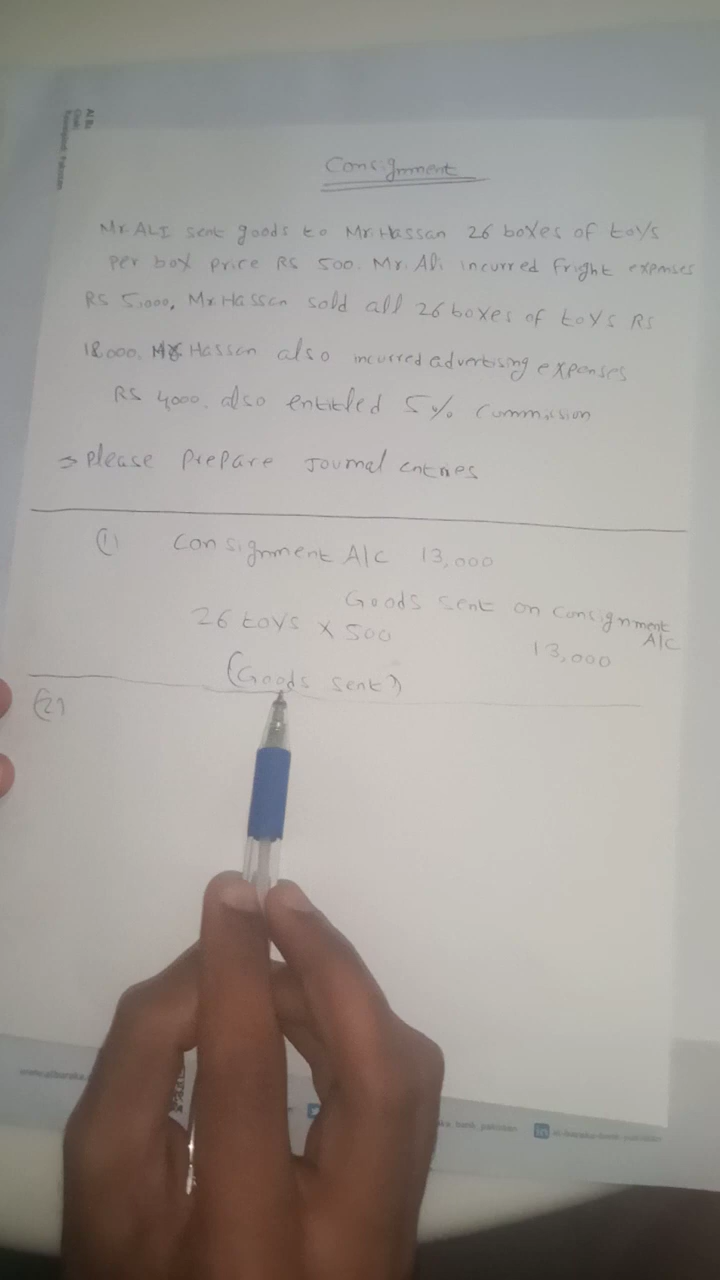 Consignment
Mr. ALI sent goods to Mr. Hassan 26 boxes of toys
Per box price RS 500. Mr. Ali incurred fright expenses
RS 5,000, Mr Hassan sold all 26 boxes of toys RS
18000. Mr Hassan also incurred advertising expenses
RS 4000. also entitled 5% commission
→ please prepare Journal entries
(1) Consignment A/C 13,000
Goods sent on consignment A/C
26 toys × 500
13,000
(Goods sent)
(2)